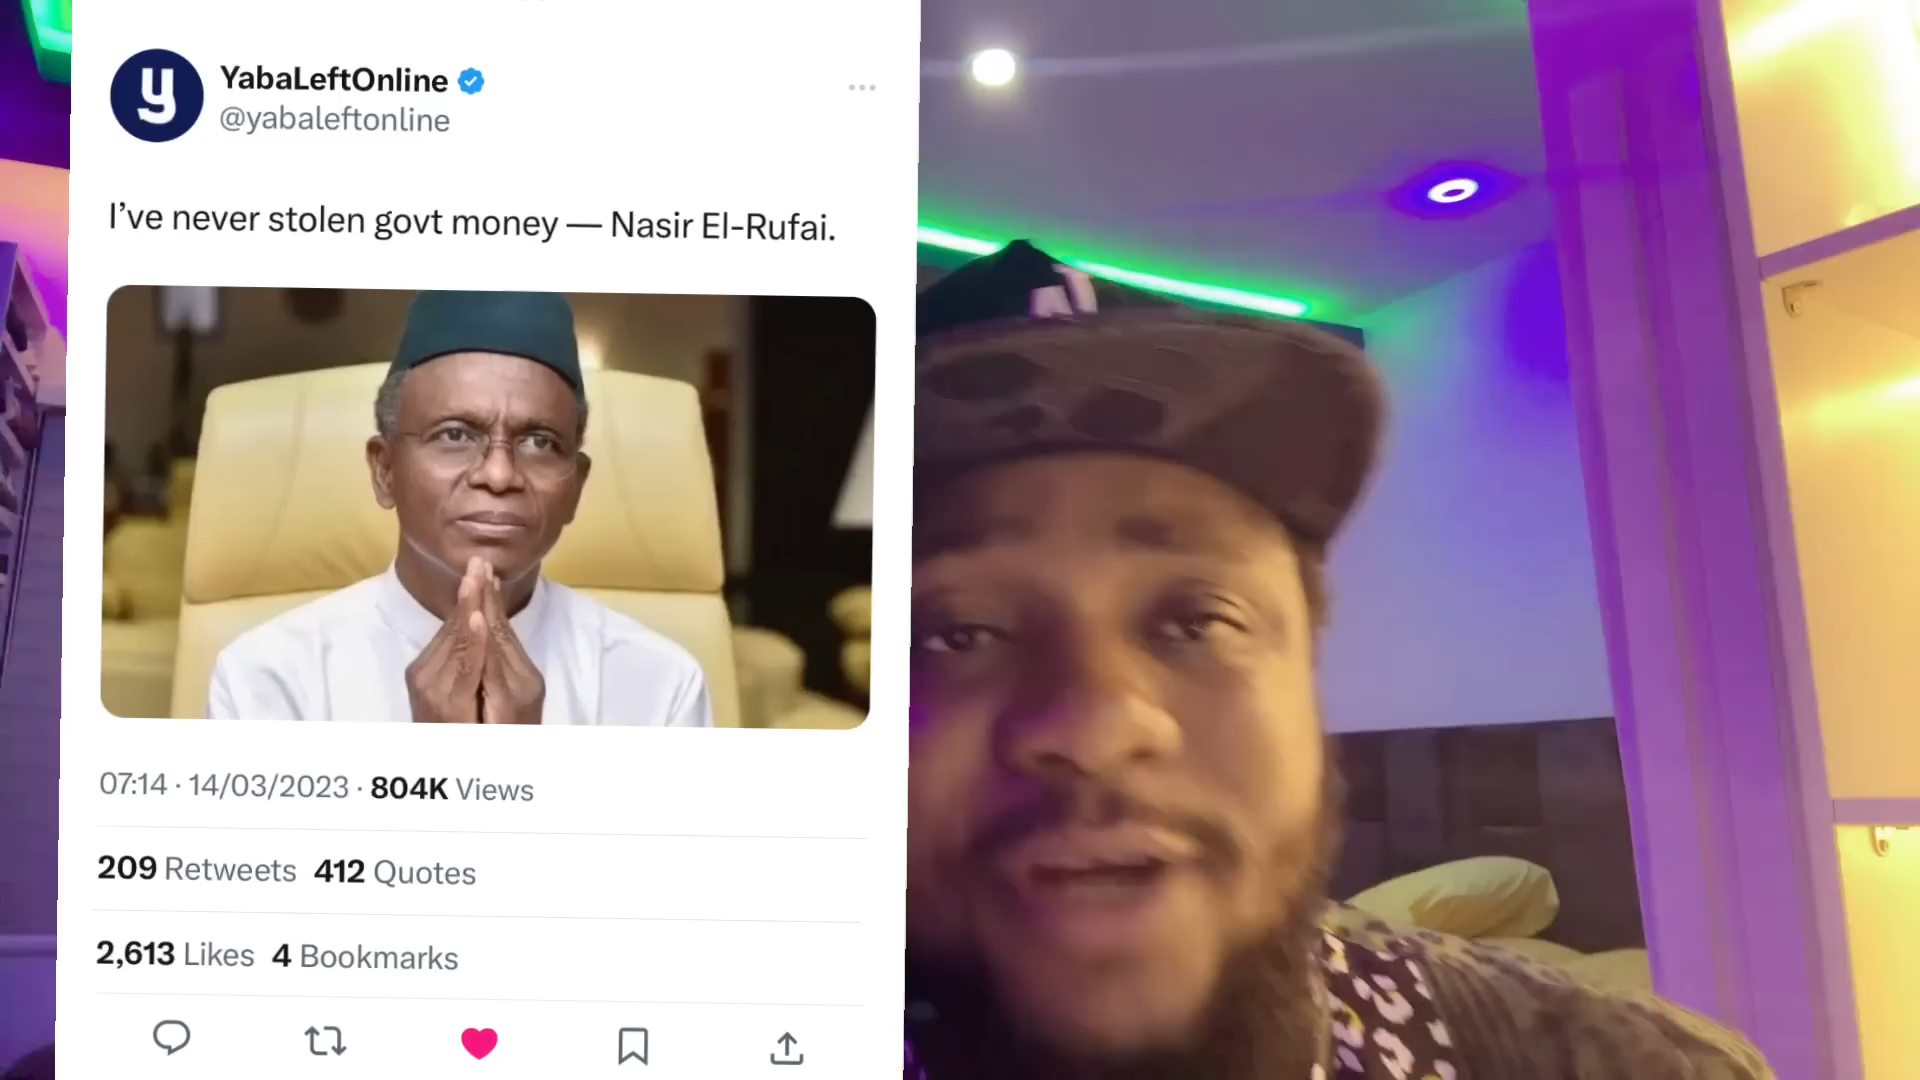 YabaLeftOnline
@yabaleftonline
I've never stolen govt money — Nasir El-Rufai.
07:14 · 14/03/2023 · 804K Views
209 Retweets 412 Quotes
2,613 Likes 4 Bookmarks